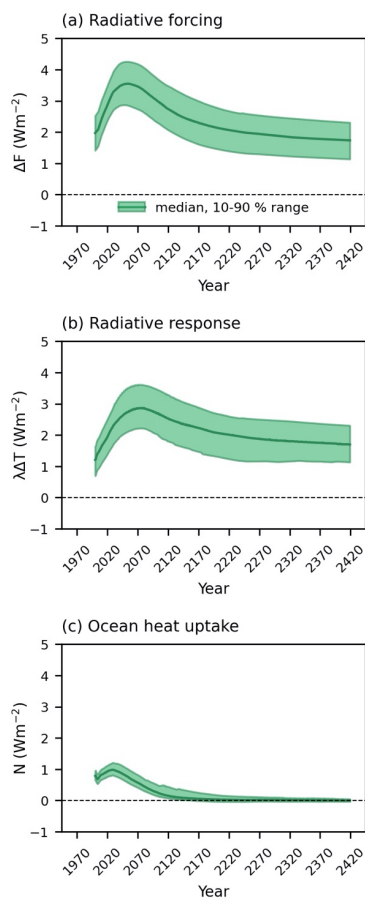 (a) Radiative forcing
5
4
3
2
1
0
−1
ΔF (Wm⁻²)
median, 10-90 % range
1970 2020 2070 2120 2170 2220 2270 2320 2370 2420
Year
(b) Radiative response
5
4
3
2
1
0
−1
λΔT (Wm⁻²)
1970 2020 2070 2120 2170 2220 2270 2320 2370 2420
Year
(c) Ocean heat uptake
5
4
3
2
1
0
−1
N (Wm⁻²)
1970 2020 2070 2120 2170 2220 2270 2320 2370 2420
Year